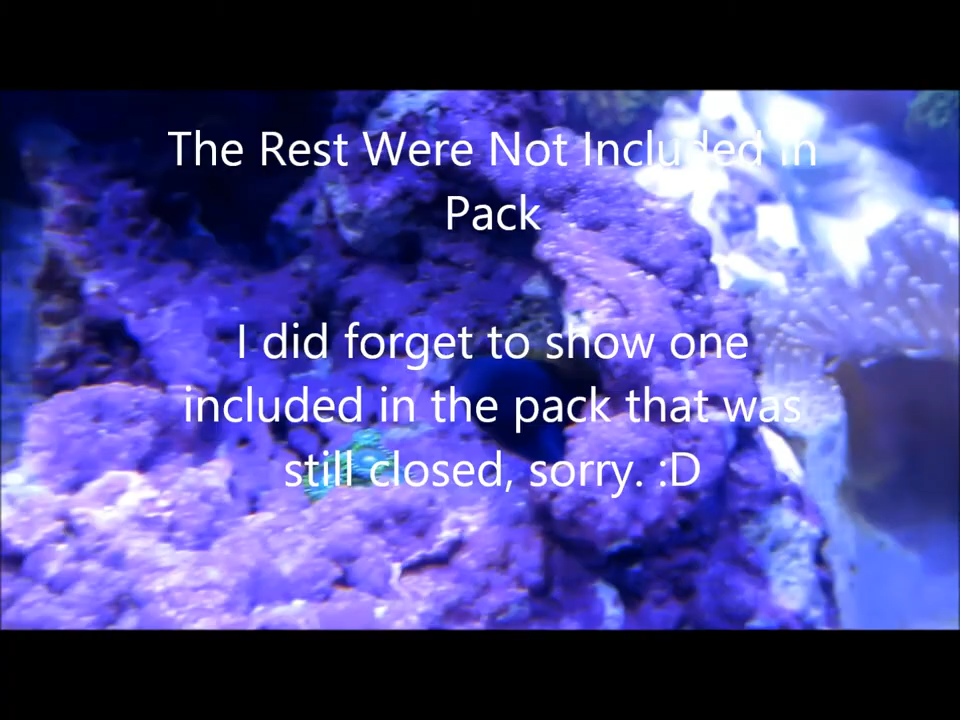 The Rest Were Not Included in
Pack
I did forget to show one
included in the pack that was
still closed, sorry. :D